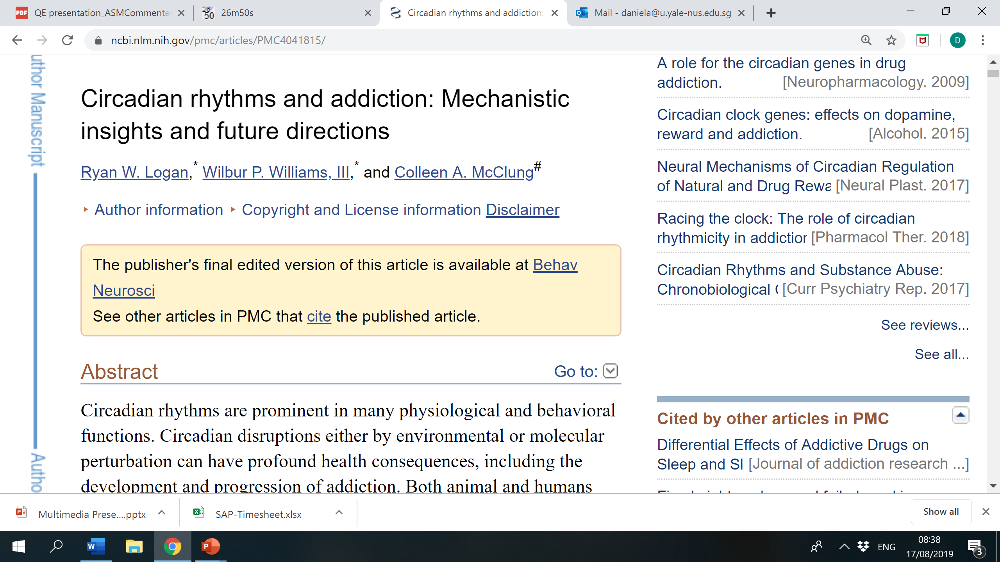 QE presentation_ASMCommente
26m50s
Circadian rhythms and addiction:
Mail - daniela@u.yale-nus.edu.sg
ncbi.nlm.nih.gov/pmc/articles/PMC4041815/
D
uthor Manuscript
Autho
Circadian rhythms and addiction: Mechanistic
insights and future directions
Ryan W. Logan,* Wilbur P. Williams, III,* and Colleen A. McClung#
Author information Copyright and License information Disclaimer
The publisher's final edited version of this article is available at Behav
Neurosci
See other articles in PMC that cite the published article.
Abstract
Go to:
Circadian rhythms are prominent in many physiological and behavioral
functions. Circadian disruptions either by environmental or molecular
perturbation can have profound health consequences, including the
development and progression of addiction. Both animal and humans
A role for the circadian genes in drug
addiction. [Neuropharmacology. 2009]
Circadian clock genes: effects on dopamine,
reward and addiction. [Alcohol. 2015]
Neural Mechanisms of Circadian Regulation
of Natural and Drug Rewa [Neural Plast. 2017]
Racing the clock: The role of circadian
rhythmicity in addiction [Pharmacol Ther. 2018]
Circadian Rhythms and Substance Abuse:
Chronobiological [Curr Psychiatry Rep. 2017]
See reviews...
See all...
Cited by other articles in PMC
Differential Effects of Addictive Drugs on
Sleep and Sl [Journal of addiction research ...]
Multimedia Prese....pptx
SAP-Timesheet.xlsx
Show all
ENG
08:38
17/08/2019
3